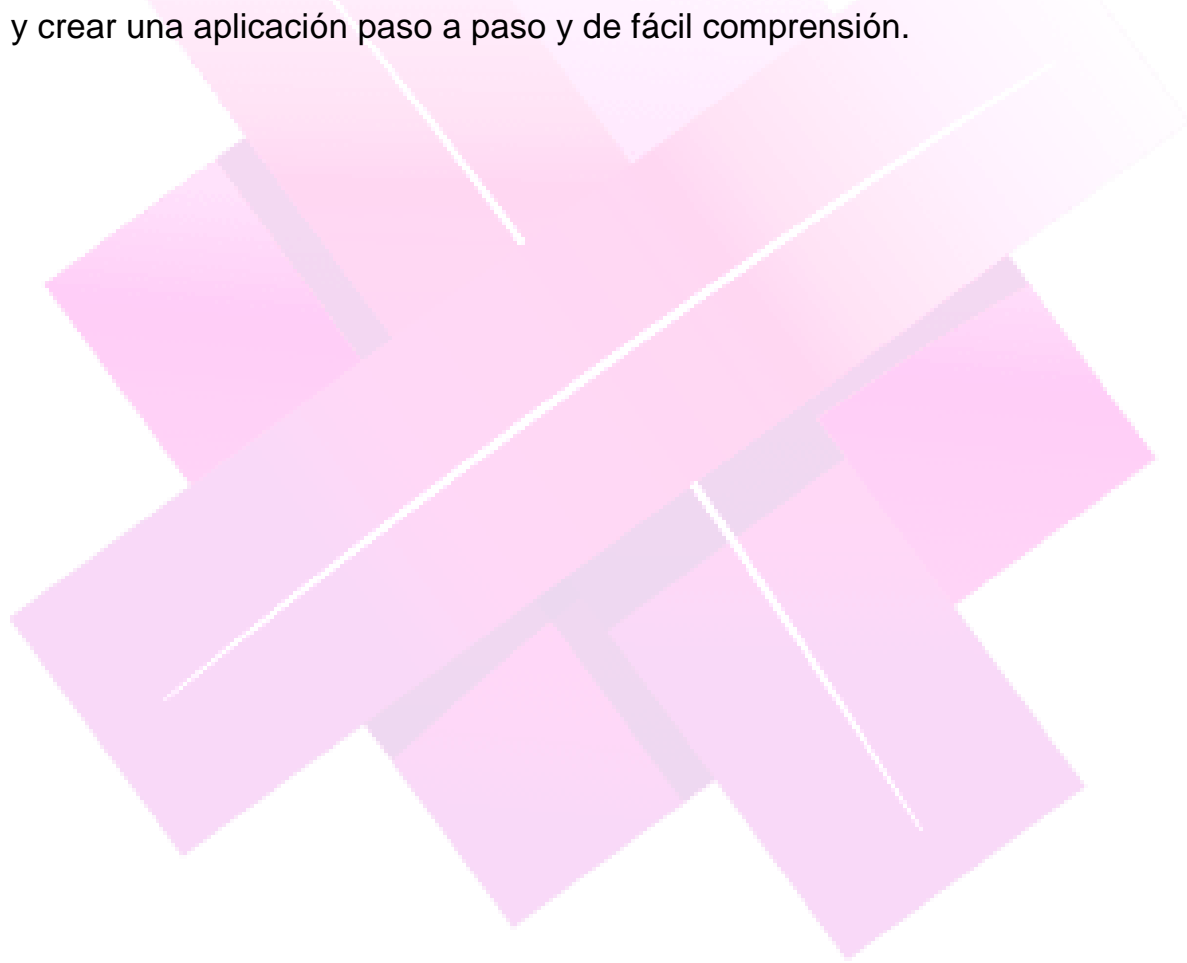 y crear una aplicación paso a paso y de fácil comprensión.